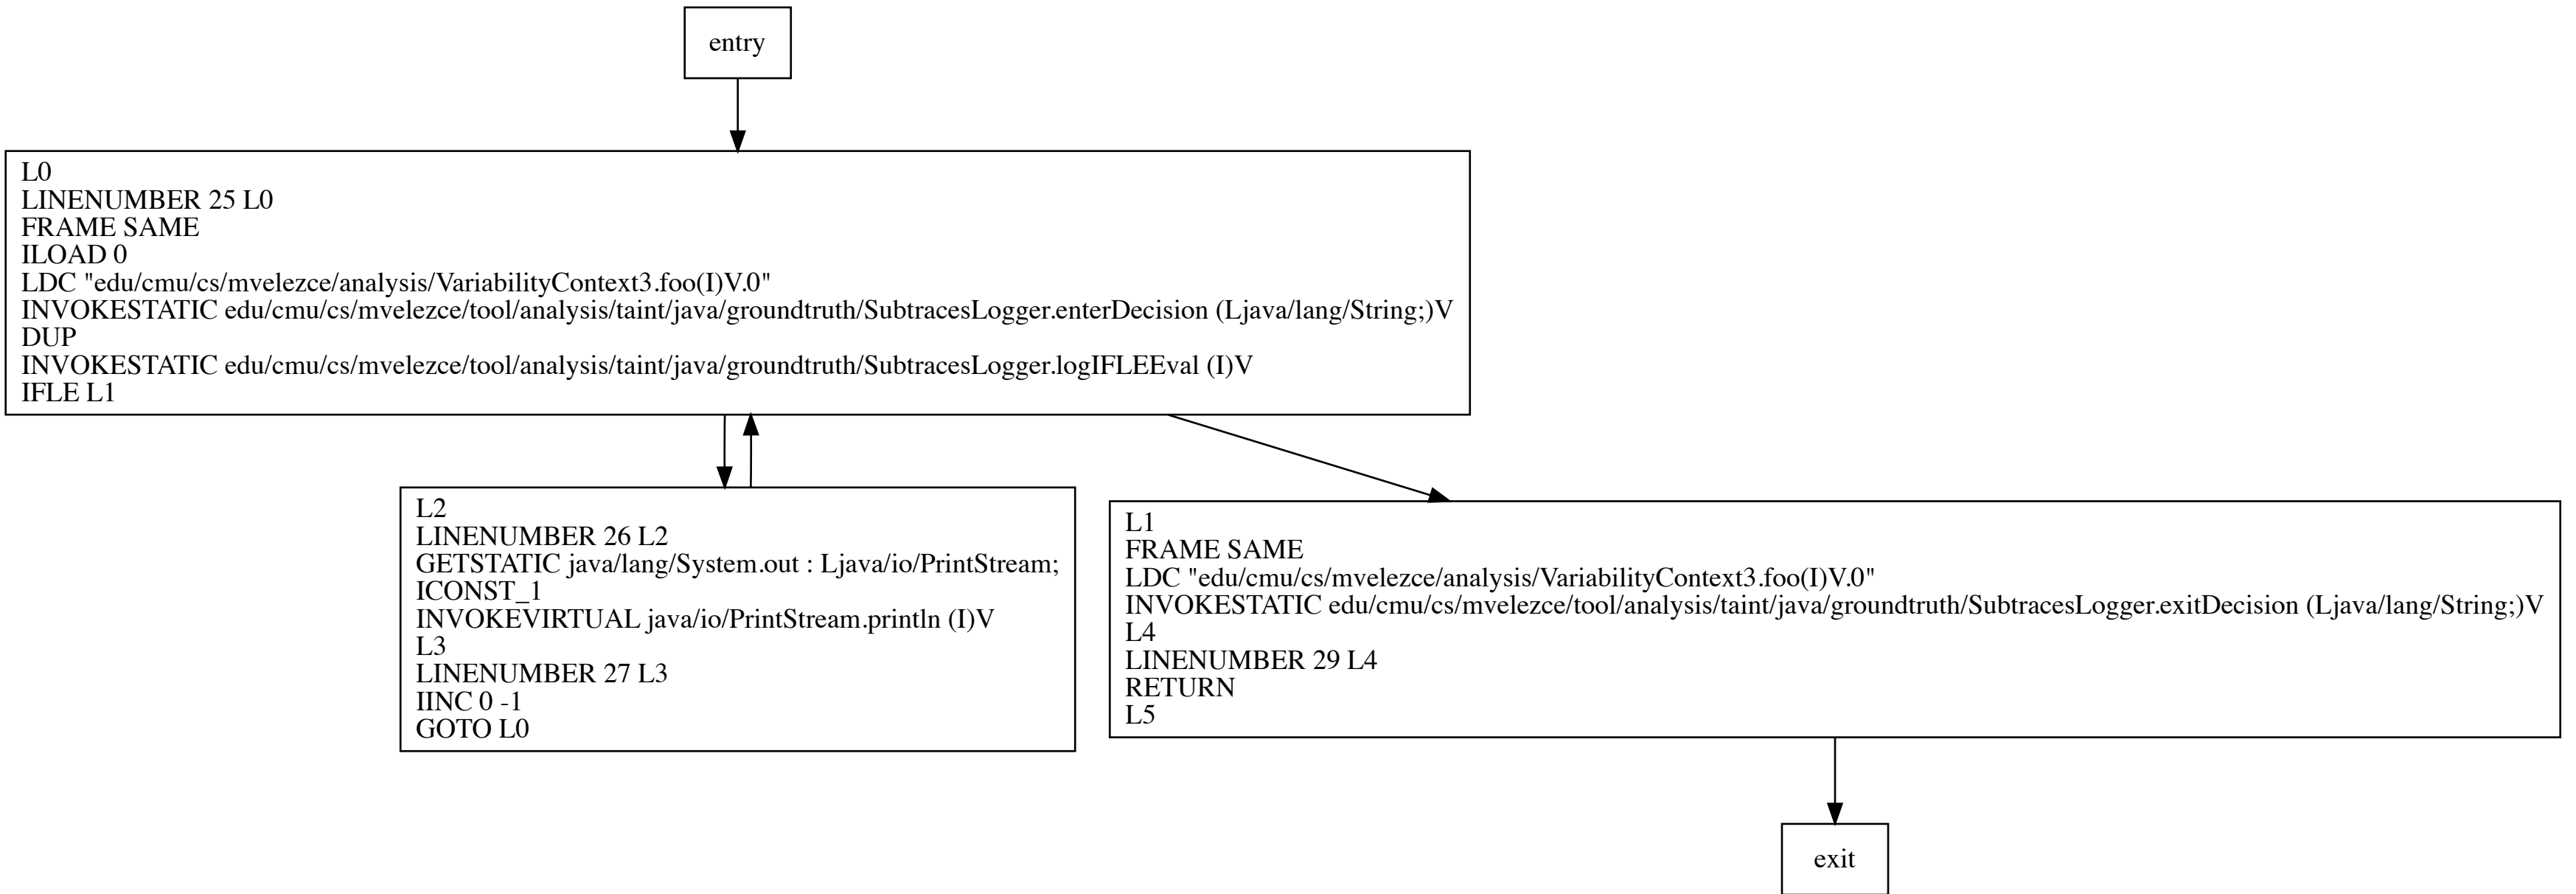 entry
L0
LINENUMBER 25 L0
FRAME SAME
ILOAD 0
LDC "edu/cmu/cs/mvelezce/analysis/VariabilityContext3.foo(I)V.0"
INVOKESTATIC edu/cmu/cs/mvelezce/tool/analysis/taint/java/groundtruth/SubtracesLogger.enterDecision (Ljava/lang/String;)V
DUP
INVOKESTATIC edu/cmu/cs/mvelezce/tool/analysis/taint/java/groundtruth/SubtracesLogger.logIFLEEval (I)V
IFLE L1
L2
LINENUMBER 26 L2
GETSTATIC java/lang/System.out : Ljava/io/PrintStream;
ICONST_1
INVOKEVIRTUAL java/io/PrintStream.println (I)V
L3
LINENUMBER 27 L3
IINC 0 -1
GOTO L0
L1
FRAME SAME
LDC "edu/cmu/cs/mvelezce/analysis/VariabilityContext3.foo(I)V.0"
INVOKESTATIC edu/cmu/cs/mvelezce/tool/analysis/taint/java/groundtruth/SubtracesLogger.exitDecision (Ljava/lang/String;)V
L4
LINENUMBER 29 L4
RETURN
L5
exit